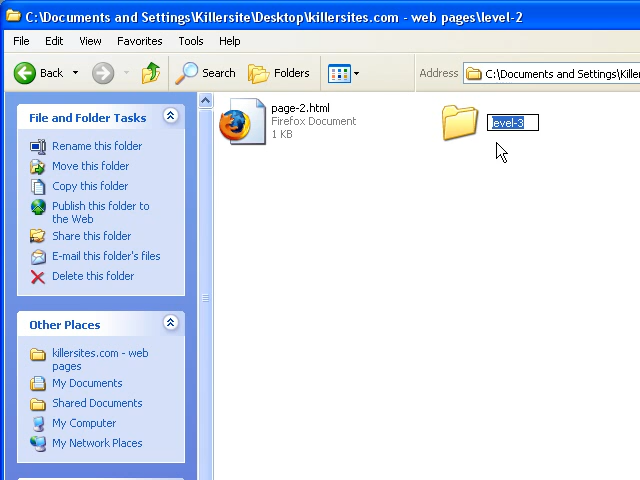 C:\Documents and Settings\Killersite\Desktop\killersites.com - web pages\level-2
File Edit View Favorites Tools Help
Back Search Folders Address C:\Documents and Settings\Killer
File and Folder Tasks
Rename this folder
Move this folder
Copy this folder
Publish this folder to
the Web
Share this folder
E-mail this folder's files
Delete this folder
Other Places
killersites.com - web
pages
My Documents
Shared Documents
My Computer
My Network Places
page-2.html
Firefox Document
1 KB
level-3